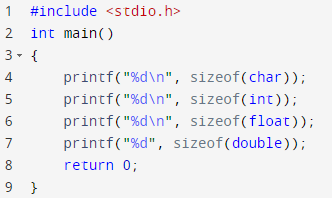 1 #include <stdio.h>
2 int main()
3 {
4     printf("%d\n", sizeof(char));
5     printf("%d\n", sizeof(int));
6     printf("%d\n", sizeof(float));
7     printf("%d", sizeof(double));
8     return 0;
9 }